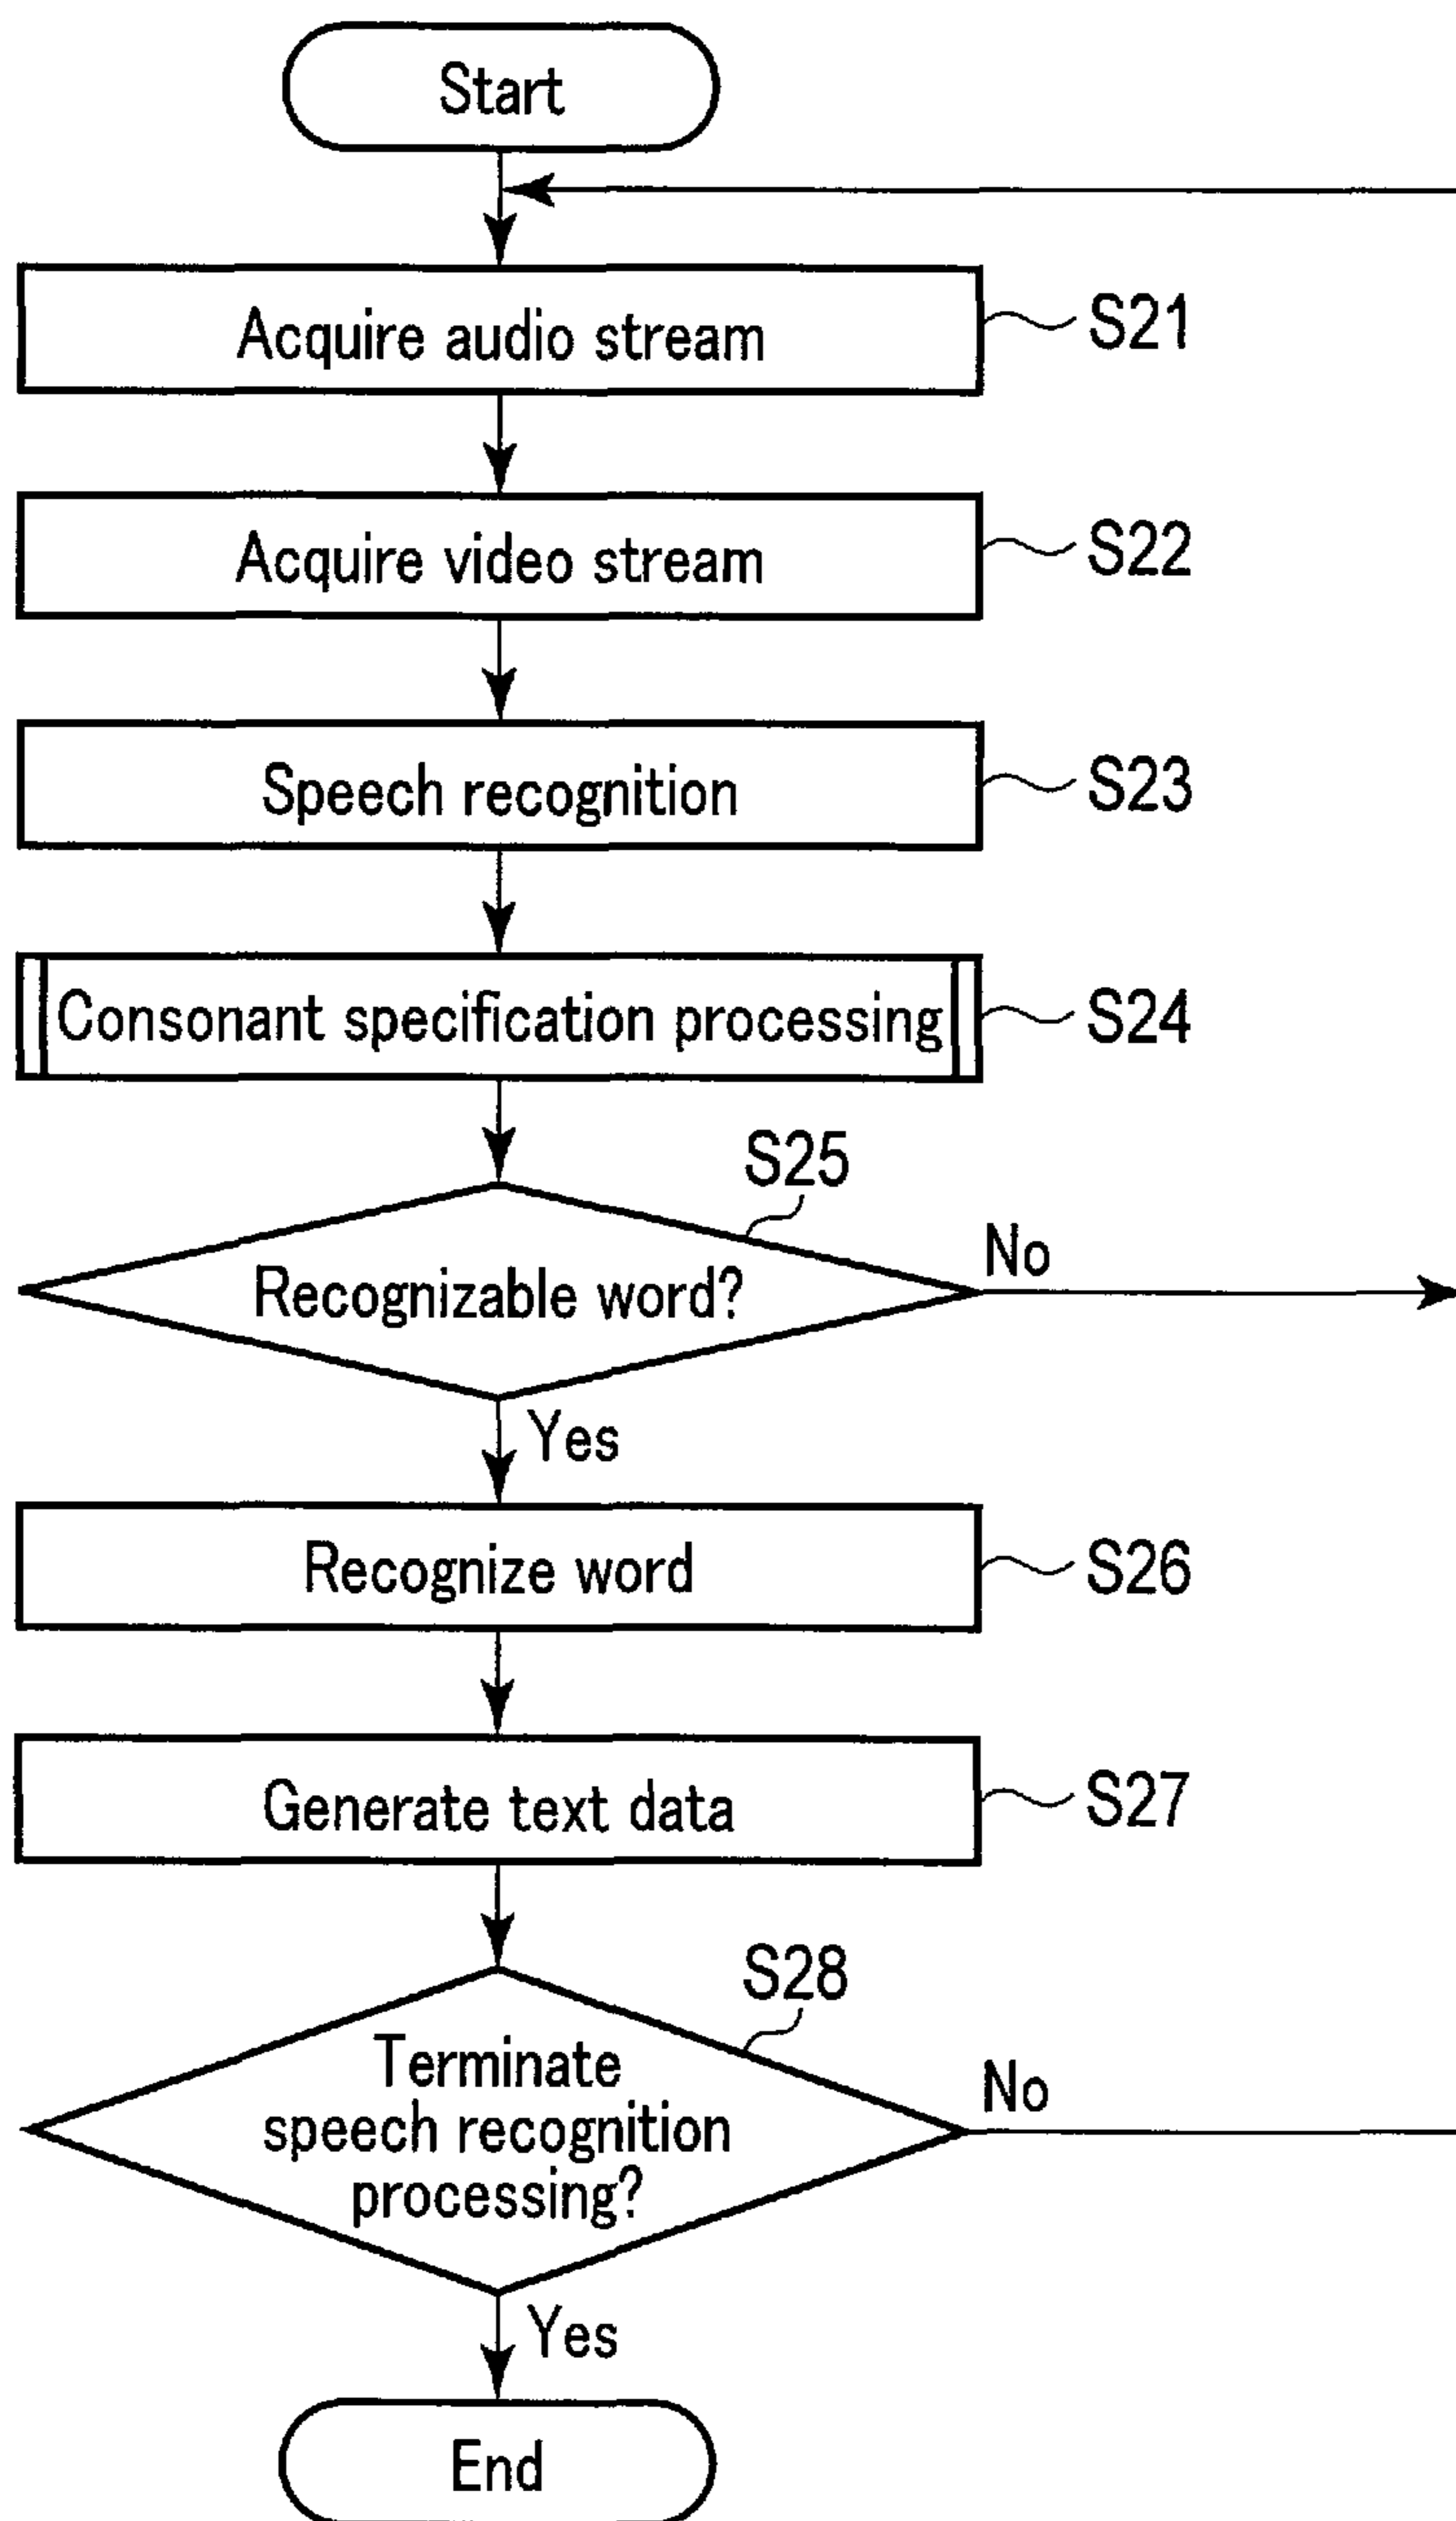 Start
Acquire audio stream
S21
Acquire video stream
S22
Speech recognition
S23
Consonant specification processing
S24
S25
Recognizable word?
No
Yes
Recognize word
S26
Generate text data
S27
S28
Terminate
speech recognition
processing?
No
Yes
End